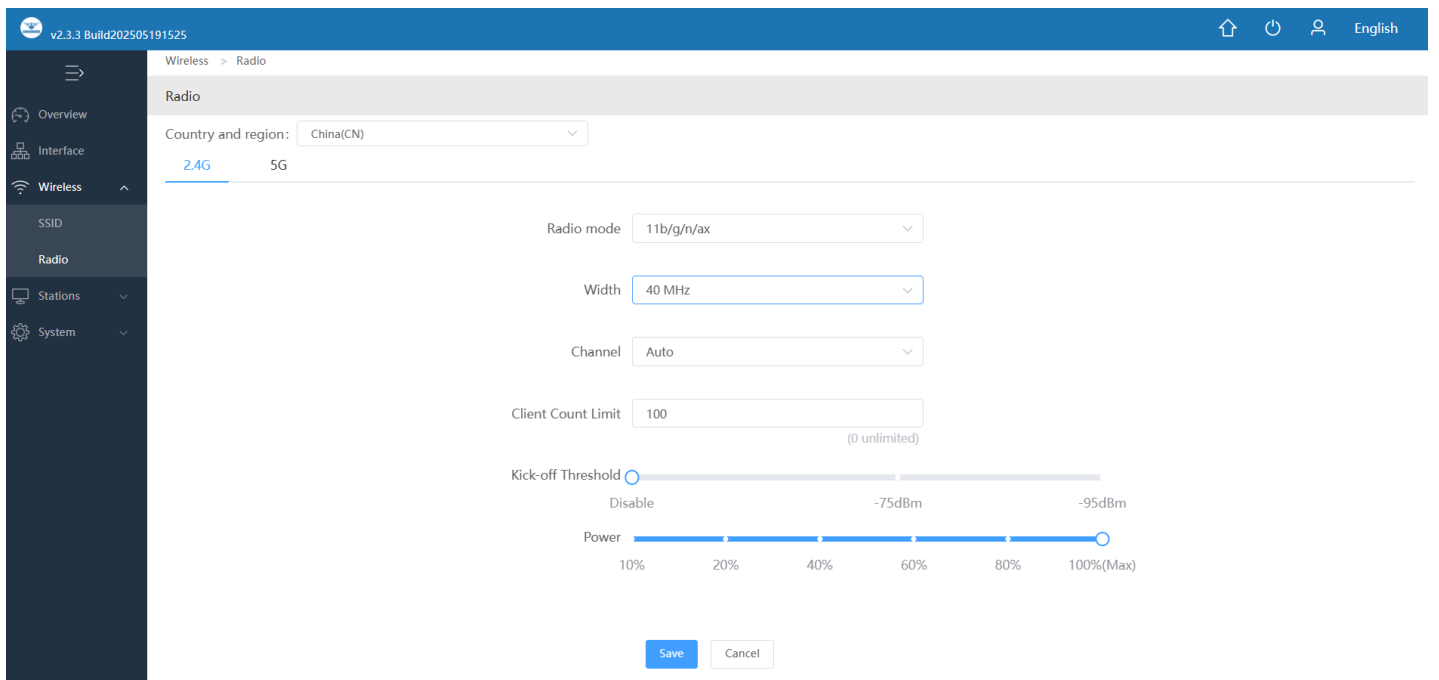 v2.3.3 Build202505191525
English
Wireless > Radio
Radio
Overview
Country and region:
China(CN)
Interface
2.4G
5G
Wireless
SSID
Radio mode
11b/g/n/ax
Radio
Width
40 MHz
Stations
System
Channel
Auto
Client Count Limit
100
(0 unlimited)
Kick-off Threshold
Disable
-75dBm
-95dBm
Power
10%
20%
40%
60%
80%
100%(Max)
Save
Cancel